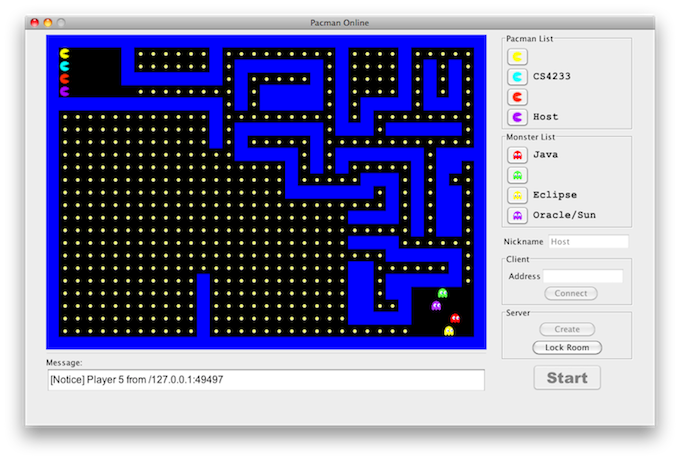 Pacman Online
Pacman List
CS4233
Host
Monster List
Java
Eclipse
Oracle/Sun
Nickname Host
Client
Address
Connect
Server
Create
Lock Room
Start
Message:
[Notice] Player 5 from /127.0.0.1:49497